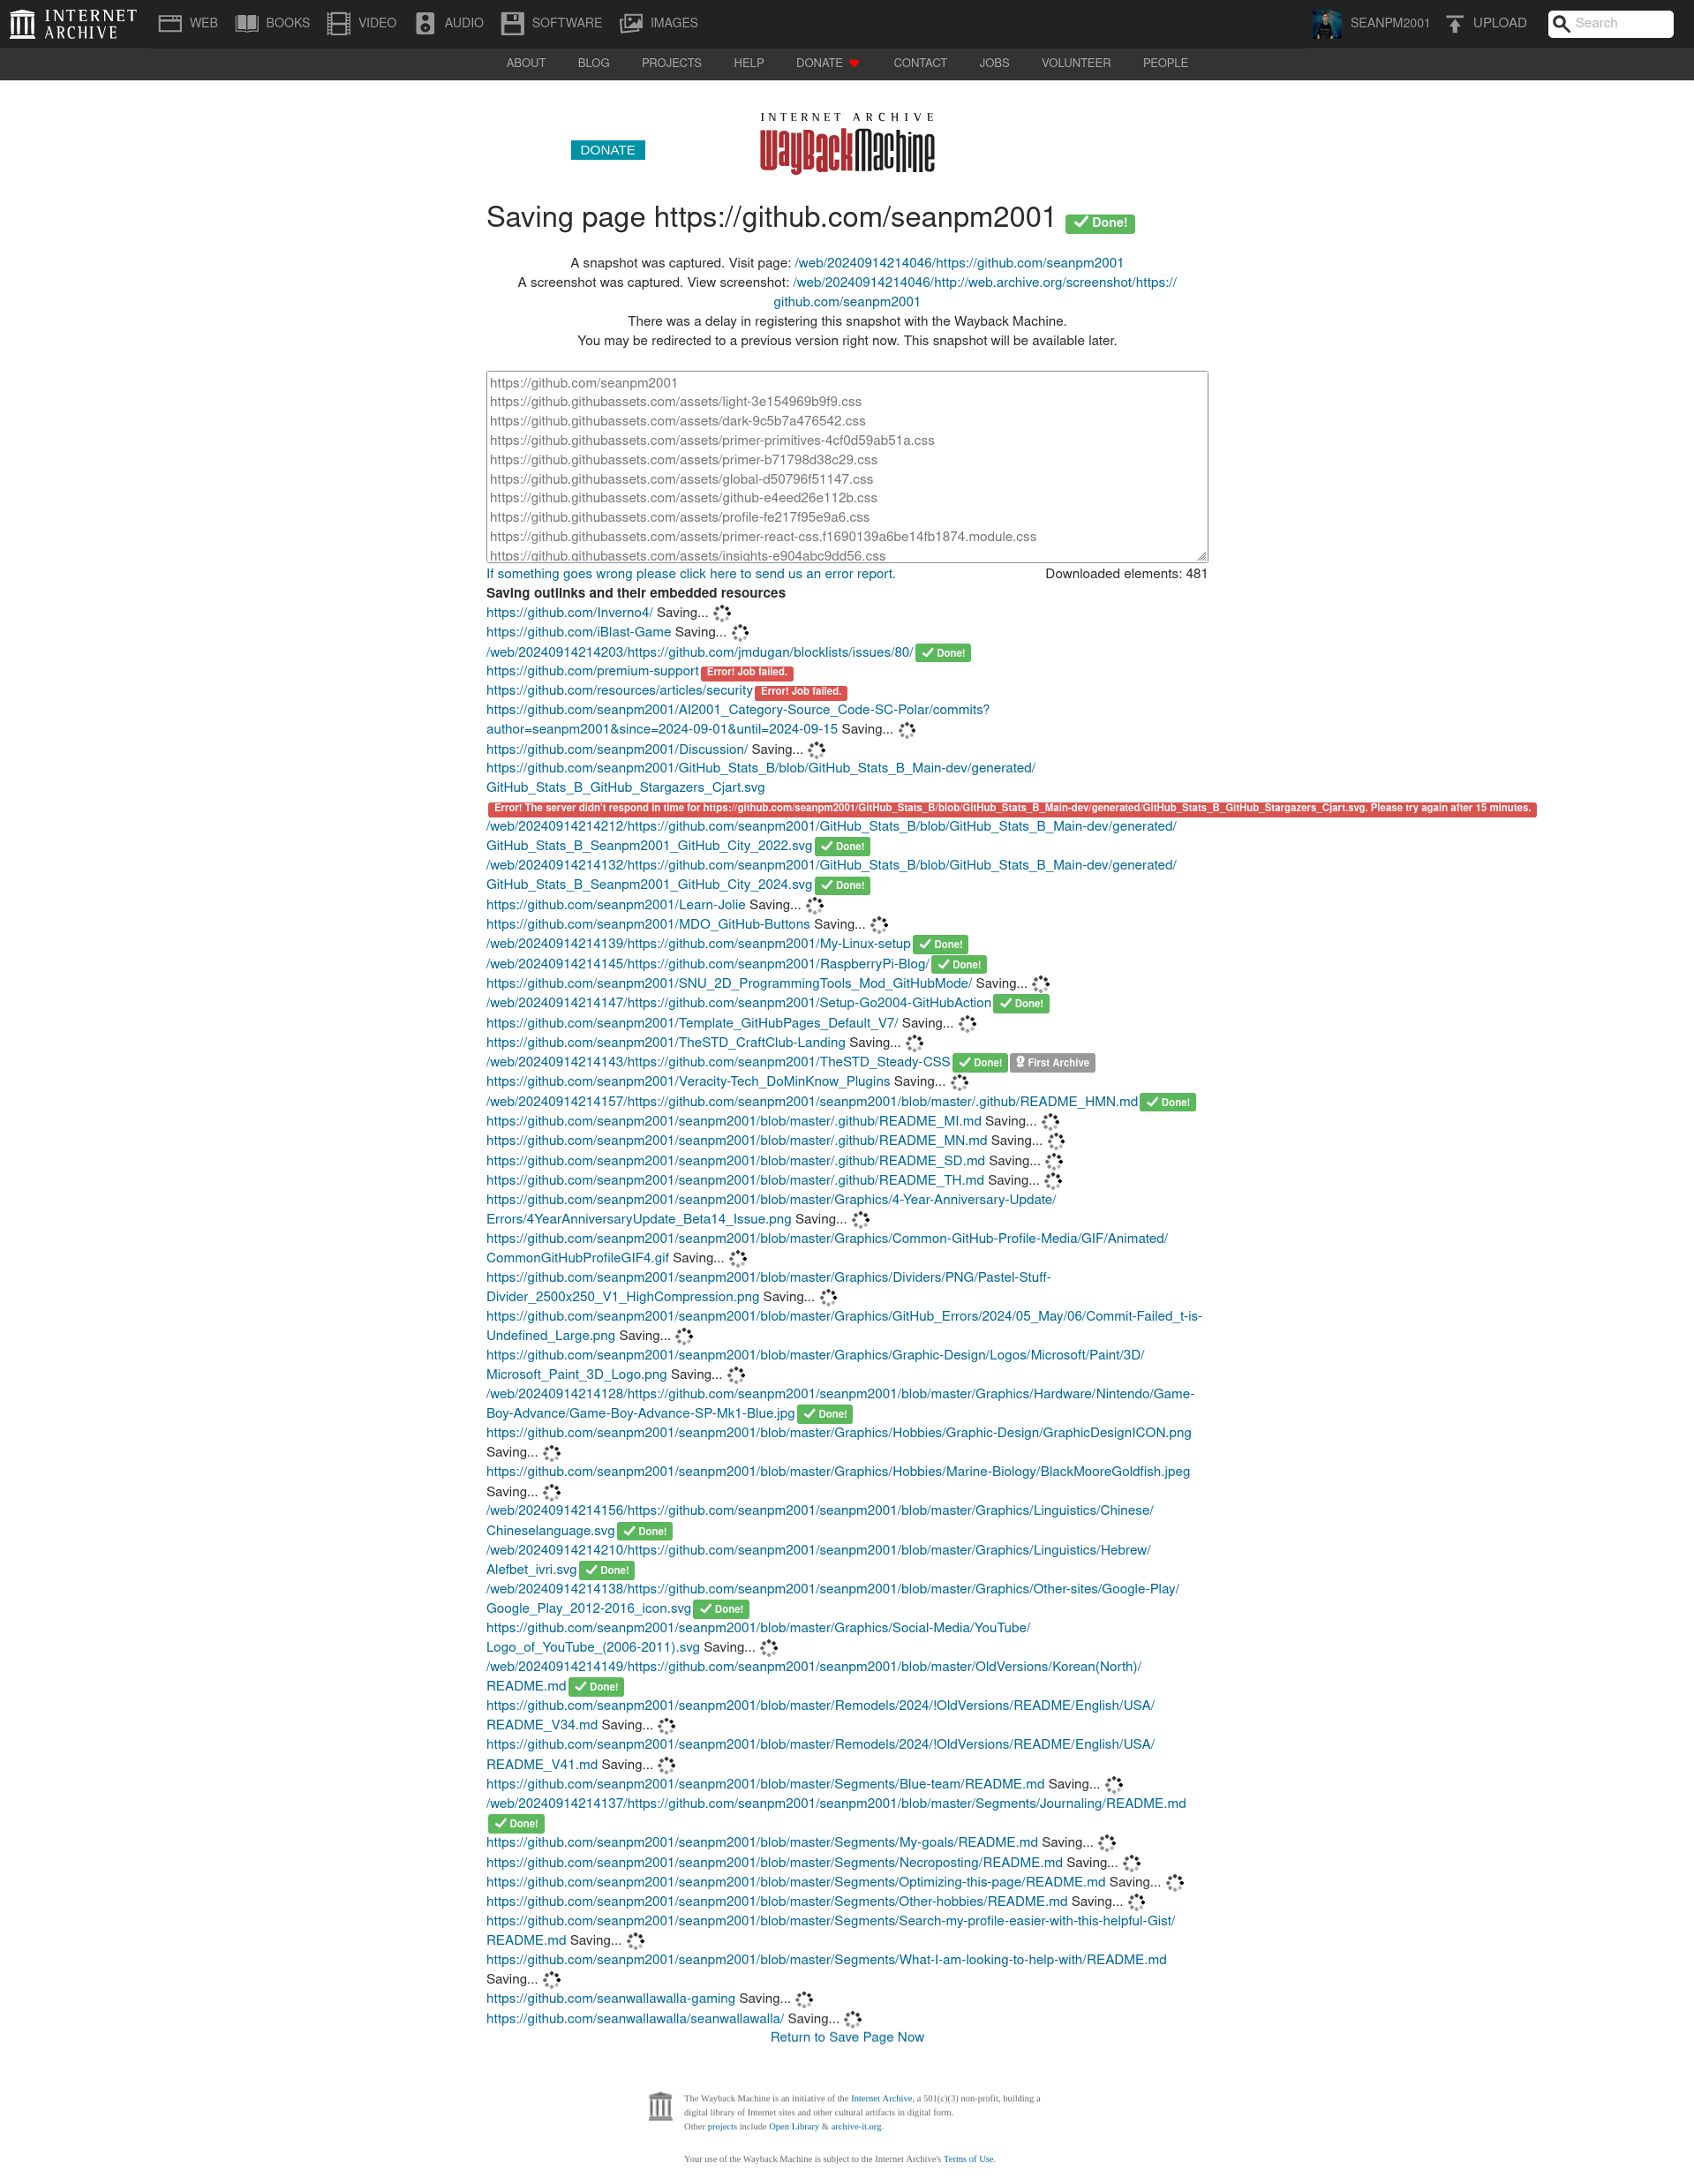 INTERNET ARCHIVE
WEB BOOKS VIDEO AUDIO SOFTWARE IMAGES SEANPM2001 UPLOAD Search
ABOUT BLOG PROJECTS HELP DONATE CONTACT JOBS VOLUNTEER PEOPLE
INTERNET ARCHIVE
DONATE
WayBackMachine
Saving page https://github.com/seanpm2001 Done!
A snapshot was captured. Visit page: /web/20240914214046/https://github.com/seanpm2001
A screenshot was captured. View screenshot: /web/20240914214046/http://web.archive.org/screenshot/https://
github.com/seanpm2001
There was a delay in registering this snapshot with the Wayback Machine.
You may be redirected to a previous version right now. This snapshot will be available later.
https://github.com/seanpm2001
https://github.githubassets.com/assets/light-3e154969b9f9.css
https://github.githubassets.com/assets/dark-9c5b7a476542.css
https://github.githubassets.com/assets/primer-primitives-4cf0d59ab51a.css
https://github.githubassets.com/assets/primer-b71798d38c29.css
https://github.githubassets.com/assets/global-d50796f51147.css
https://github.githubassets.com/assets/github-e4eed26e112b.css
https://github.githubassets.com/assets/profile-fe217f95e9a6.css
https://github.githubassets.com/assets/primer-react-css.f1690139a6be14fb1874.module.css
https://github.githubassets.com/assets/insights-e904abc9dd56.css
If something goes wrong please click here to send us an error report. Downloaded elements: 481
Saving outlinks and their embedded resources
https://github.com/Inverno4/ Saving...
https://github.com/iBlast-Game Saving...
/web/20240914214203/https://github.com/jmdugan/blocklists/issues/80/ Done!
https://github.com/premium-support Error! Job failed.
https://github.com/resources/articles/security Error! Job failed.
https://github.com/seanpm2001/AI2001_Category-Source_Code-SC-Polar/commits?
author=seanpm2001&since=2024-09-01&until=2024-09-15 Saving...
https://github.com/seanpm2001/Discussion/ Saving...
https://github.com/seanpm2001/GitHub_Stats_B/blob/GitHub_Stats_B_Main-dev/generated/
GitHub_Stats_B_GitHub_Stargazers_Cjart.svg
Error! The server didn't respond in time for https://github.com/seanpm2001/GitHub_Stats_B/blob/GitHub_Stats_B_Main-dev/generated/GitHub_Stats_B_GitHub_Stargazers_Cjart.svg. Please try again after 15 minutes.
/web/20240914214212/https://github.com/seanpm2001/GitHub_Stats_B/blob/GitHub_Stats_B_Main-dev/generated/
GitHub_Stats_B_Seanpm2001_GitHub_City_2022.svg Done!
/web/20240914214132/https://github.com/seanpm2001/GitHub_Stats_B/blob/GitHub_Stats_B_Main-dev/generated/
GitHub_Stats_B_Seanpm2001_GitHub_City_2024.svg Done!
https://github.com/seanpm2001/Learn-Jolie Saving...
https://github.com/seanpm2001/MDO_GitHub-Buttons Saving...
/web/20240914214139/https://github.com/seanpm2001/My-Linux-setup Done!
/web/20240914214145/https://github.com/seanpm2001/RaspberryPi-Blog/ Done!
https://github.com/seanpm2001/SNU_2D_ProgrammingTools_Mod_GitHubMode/ Saving...
/web/20240914214147/https://github.com/seanpm2001/Setup-Go2004-GitHubAction Done!
https://github.com/seanpm2001/Template_GitHubPages_Default_V7/ Saving...
https://github.com/seanpm2001/TheSTD_CraftClub-Landing Saving...
/web/20240914214143/https://github.com/seanpm2001/TheSTD_Steady-CSS Done! First Archive
https://github.com/seanpm2001/Veracity-Tech_DoMinKnow_Plugins Saving...
/web/20240914214157/https://github.com/seanpm2001/seanpm2001/blob/master/.github/README_HMN.md Done!
https://github.com/seanpm2001/seanpm2001/blob/master/.github/README_MI.md Saving...
https://github.com/seanpm2001/seanpm2001/blob/master/.github/README_MN.md Saving...
https://github.com/seanpm2001/seanpm2001/blob/master/.github/README_SD.md Saving...
https://github.com/seanpm2001/seanpm2001/blob/master/.github/README_TH.md Saving...
https://github.com/seanpm2001/seanpm2001/blob/master/Graphics/4-Year-Anniversary-Update/
Errors/4YearAnniversaryUpdate_Beta14_Issue.png Saving...
https://github.com/seanpm2001/seanpm2001/blob/master/Graphics/Common-GitHub-Profile-Media/GIF/Animated/
CommonGitHubProfileGIF4.gif Saving...
https://github.com/seanpm2001/seanpm2001/blob/master/Graphics/Dividers/PNG/Pastel-Stuff-
Divider_2500x250_V1_HighCompression.png Saving...
https://github.com/seanpm2001/seanpm2001/blob/master/Graphics/GitHub_Errors/2024/05_May/06/Commit-Failed_t-is-
Undefined_Large.png Saving...
https://github.com/seanpm2001/seanpm2001/blob/master/Graphics/Graphic-Design/Logos/Microsoft/Paint/3D/
Microsoft_Paint_3D_Logo.png Saving...
/web/20240914214128/https://github.com/seanpm2001/seanpm2001/blob/master/Graphics/Hardware/Nintendo/Game-
Boy-Advance/Game-Boy-Advance-SP-Mk1-Blue.jpg Done!
https://github.com/seanpm2001/seanpm2001/blob/master/Graphics/Hobbies/Graphic-Design/GraphicDesignICON.png
Saving...
https://github.com/seanpm2001/seanpm2001/blob/master/Graphics/Hobbies/Marine-Biology/BlackMooreGoldfish.jpeg
Saving...
/web/20240914214156/https://github.com/seanpm2001/seanpm2001/blob/master/Graphics/Linguistics/Chinese/
Chineselanguage.svg Done!
/web/20240914214210/https://github.com/seanpm2001/seanpm2001/blob/master/Graphics/Linguistics/Hebrew/
Alefbet_ivri.svg Done!
/web/20240914214138/https://github.com/seanpm2001/seanpm2001/blob/master/Graphics/Other-sites/Google-Play/
Google_Play_2012-2016_icon.svg Done!
https://github.com/seanpm2001/seanpm2001/blob/master/Graphics/Social-Media/YouTube/
Logo_of_YouTube_(2006-2011).svg Saving...
/web/20240914214149/https://github.com/seanpm2001/seanpm2001/blob/master/OldVersions/Korean(North)/
README.md Done!
https://github.com/seanpm2001/seanpm2001/blob/master/Remodels/2024/!OldVersions/README/English/USA/
README_V34.md Saving...
https://github.com/seanpm2001/seanpm2001/blob/master/Remodels/2024/!OldVersions/README/English/USA/
README_V41.md Saving...
https://github.com/seanpm2001/seanpm2001/blob/master/Segments/Blue-team/README.md Saving...
/web/20240914214137/https://github.com/seanpm2001/seanpm2001/blob/master/Segments/Journaling/README.md
Done!
https://github.com/seanpm2001/seanpm2001/blob/master/Segments/My-goals/README.md Saving...
https://github.com/seanpm2001/seanpm2001/blob/master/Segments/Necroposting/README.md Saving...
https://github.com/seanpm2001/seanpm2001/blob/master/Segments/Optimizing-this-page/README.md Saving...
https://github.com/seanpm2001/seanpm2001/blob/master/Segments/Other-hobbies/README.md Saving...
https://github.com/seanpm2001/seanpm2001/blob/master/Segments/Search-my-profile-easier-with-this-helpful-Gist/
README.md Saving...
https://github.com/seanpm2001/seanpm2001/blob/master/Segments/What-I-am-looking-to-help-with/README.md
Saving...
https://github.com/seanwallawalla-gaming Saving...
https://github.com/seanwallawalla/seanwallawalla/ Saving...
Return to Save Page Now
The Wayback Machine is an initiative of the Internet Archive, a 501(c)(3) non-profit, building a
digital library of Internet sites and other cultural artifacts in digital form.
Other projects include Open Library & archive-it.org.
Your use of the Wayback Machine is subject to the Internet Archive's Terms of Use.